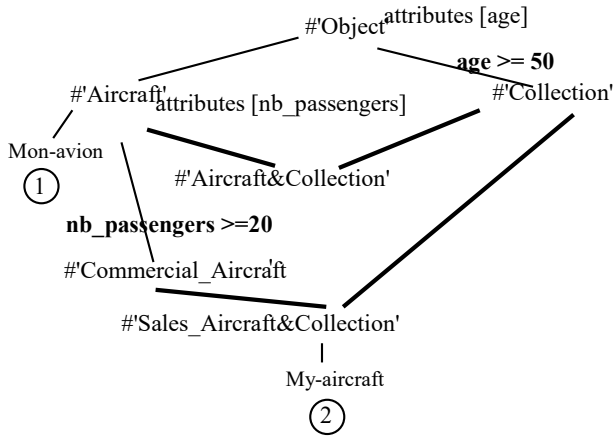 #'Object' attributes [age]
age >= 50
#'Aircraft' attributes [nb_passengers]
#'Collection'
Mon-avion
1
#'Aircraft&Collection'
nb_passengers >=20
#'Commercial_Aircraft'
#'Sales_Aircraft&Collection'
My-aircraft
2